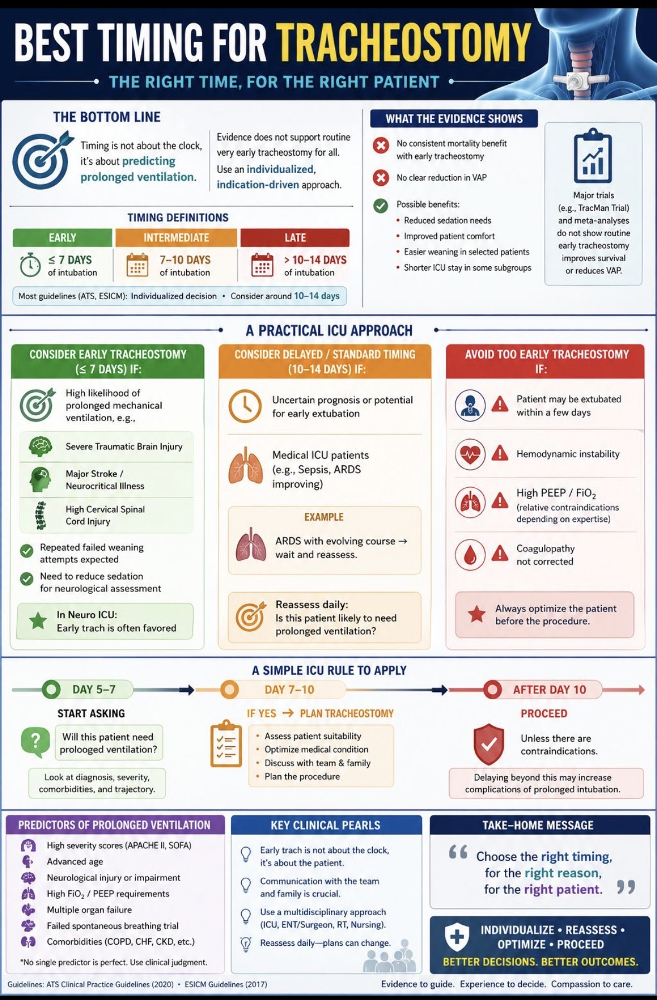 BEST TIMING FOR TRACHEOSTOMY
THE RIGHT TIME, FOR THE RIGHT PATIENT
THE BOTTOM LINE
Timing is not about the clock,
it's about predicting
prolonged ventilation.
Evidence does not support routine
very early tracheostomy for all.
Use an individualized,
indication-driven approach.
TIMING DEFINITIONS
EARLY
≤ 7 DAYS
of intubation
INTERMEDIATE
7–10 DAYS
of intubation
LATE
> 10–14 DAYS
of intubation
Most guidelines (ATS, ESICM): Individualized decision • Consider around 10–14 days
WHAT THE EVIDENCE SHOWS
No consistent mortality benefit
with early tracheostomy
No clear reduction in VAP
Possible benefits:
• Reduced sedation needs
• Improved patient comfort
• Easier weaning in selected patients
• Shorter ICU stay in some subgroups
Major trials
(e.g., TracMan Trial)
and meta-analyses
do not show routine
early tracheostomy
improves survival
or reduces VAP.
A PRACTICAL ICU APPROACH
CONSIDER EARLY TRACHEOSTOMY
(≤ 7 DAYS) IF:
High likelihood of
prolonged mechanical
ventilation, e.g.,
Severe Traumatic Brain Injury
Major Stroke /
Neurocritical Illness
High Cervical Spinal
Cord Injury
Repeated failed weaning
attempts expected
Need to reduce sedation
for neurological assessment
In Neuro ICU:
Early trach is often favored
CONSIDER DELAYED / STANDARD TIMING
(10–14 DAYS) IF:
Uncertain prognosis or potential
for early extubation
Medical ICU patients
(e.g., Sepsis, ARDS
improving)
EXAMPLE
ARDS with evolving course →
wait and reassess.
Reassess daily:
Is this patient likely to need
prolonged ventilation?
AVOID TOO EARLY TRACHEOSTOMY
IF:
Patient may be extubated
within a few days
Hemodynamic instability
High PEEP / FiO₂
(relative contraindications
depending on expertise)
Coagulopathy
not corrected
Always optimize the patient
before the procedure.
A SIMPLE ICU RULE TO APPLY
DAY 5–7
START ASKING
?
Will this patient need
prolooged ventilation?
Look at diagnosis, severity,
comorbidities, and trajectory.
DAY 7–10
IF YES → PLAN TRACHEOSTOMY
• Assess patient suitability
• Optimize medical condition
• Discuss with team & family
• Plan the procedure
AFTER DAY 10
PROCEED
Unless there are
contraindications.
Delaying beyond this may increase
complications of prolonged intubation.
PREDICTORS OF PROLONGED VENTILATION
High severity scores (APACHE II, SOFA)
Advanced age
Neurological injury or impairment
High FiO₂ / PEEP requirements
Multiple organ failure
Failed spontaneous breathing trial
Comorbidities (COPD, CHF, CKD, etc.)
*No single predictor is perfect. Use clinical judgment.
KEY CLINICAL PEARLS
Early trach is not about the clock,
it's about the patient.
Communication with the team
and family is crucial.
Use a multidisciplinary approach
(ICU, ENT/Surgeon, RT, Nursing).
Reassess daily—plans can change.
TAKE–HOME MESSAGE
“Choose the right timing,
for the right reason,
for the right patient.”
INDIVIDUALIZE • REASSESS •
OPTIMIZE • PROCEED
BETTER DECISIONS. BETTER OUTCOMES.
Guidelines: ATS Clinical Practice Guidelines (2020) • ESICM Guidelines (2017)
Evidence to guide. Experience to decide. Compassion to care.